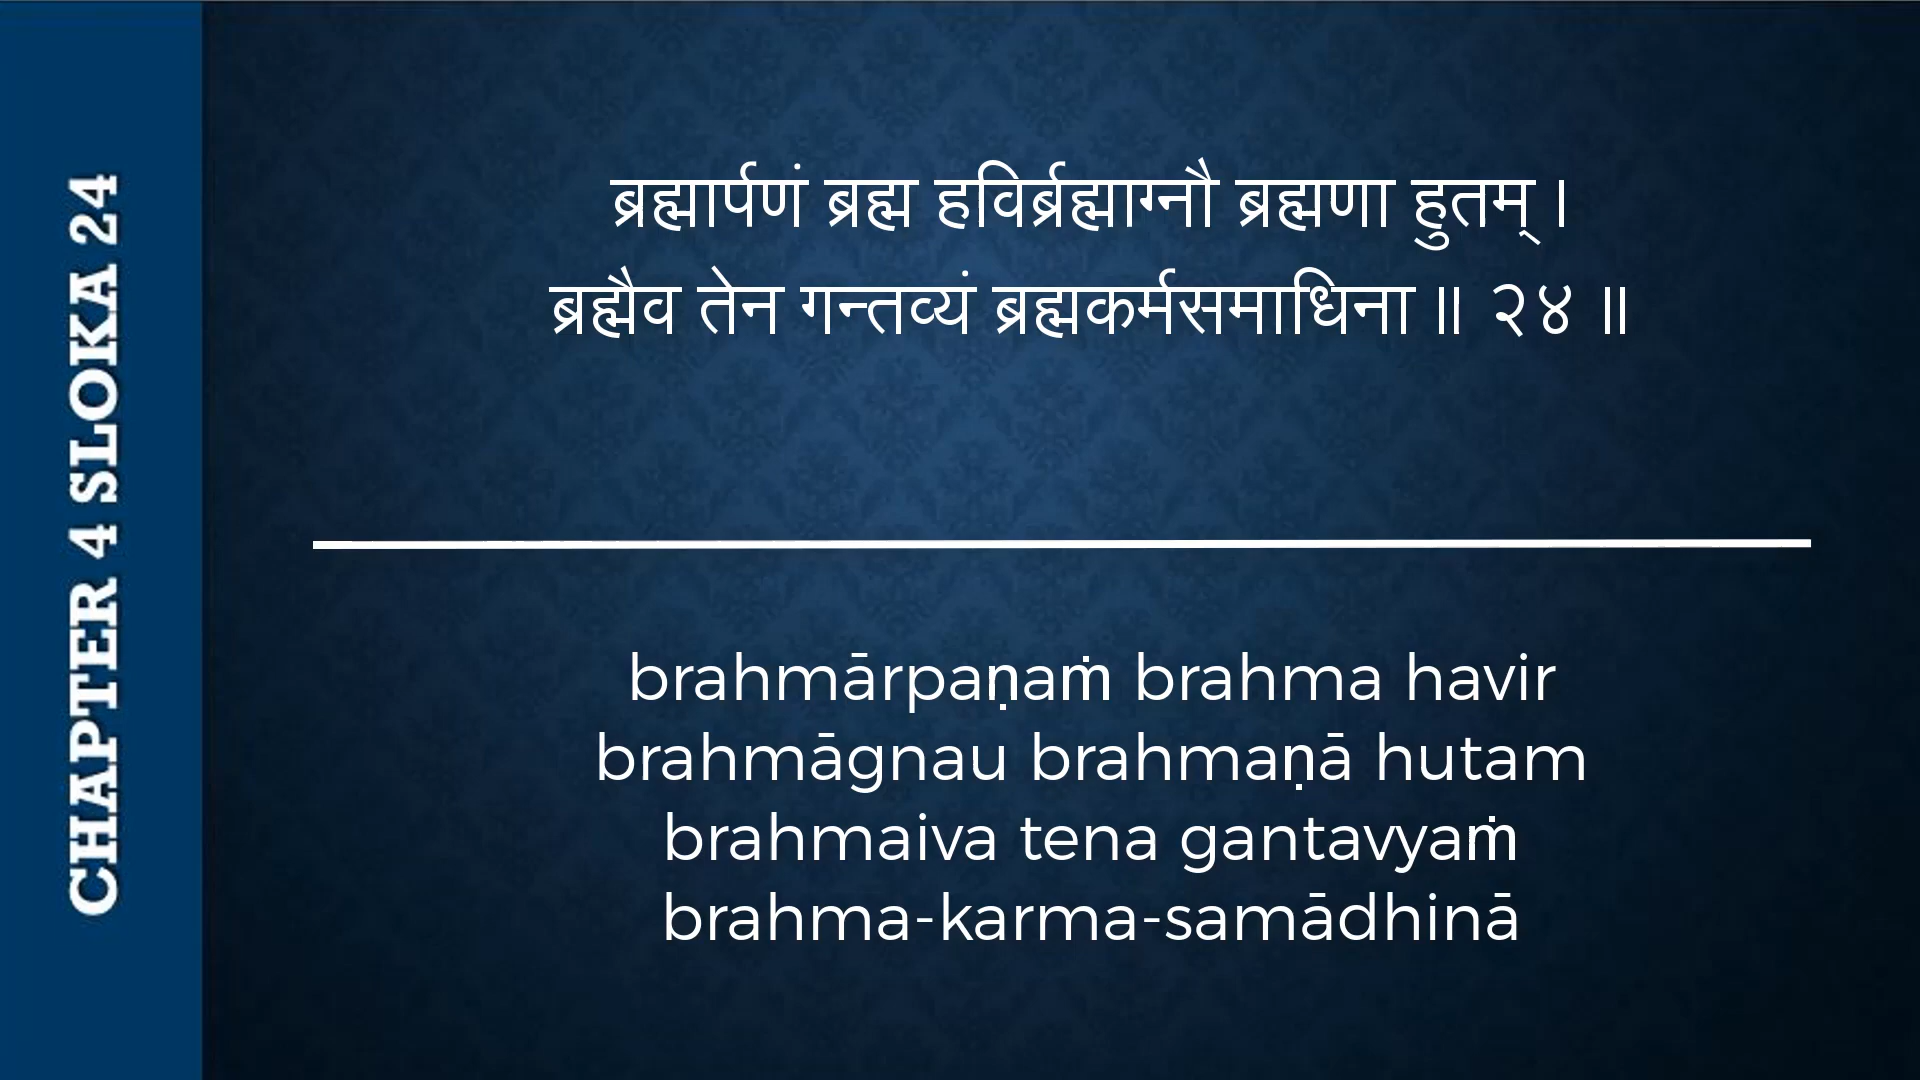 CHAPTER 4 SLOKA 24
ब्रह्मार्पणं ब्रह्म हविर्ब्रह्माग्नौ ब्रह्मणा हुतम् ।
ब्रह्मैव तेन गन्तव्यं ब्रह्मकर्मसमाधिना ॥ २४ ॥
brahmārpaṇaṁ brahma havir
brahmāgnau brahmaṇā hutam
brahmaiva tena gantavyaṁ
brahma-karma-samādhinā